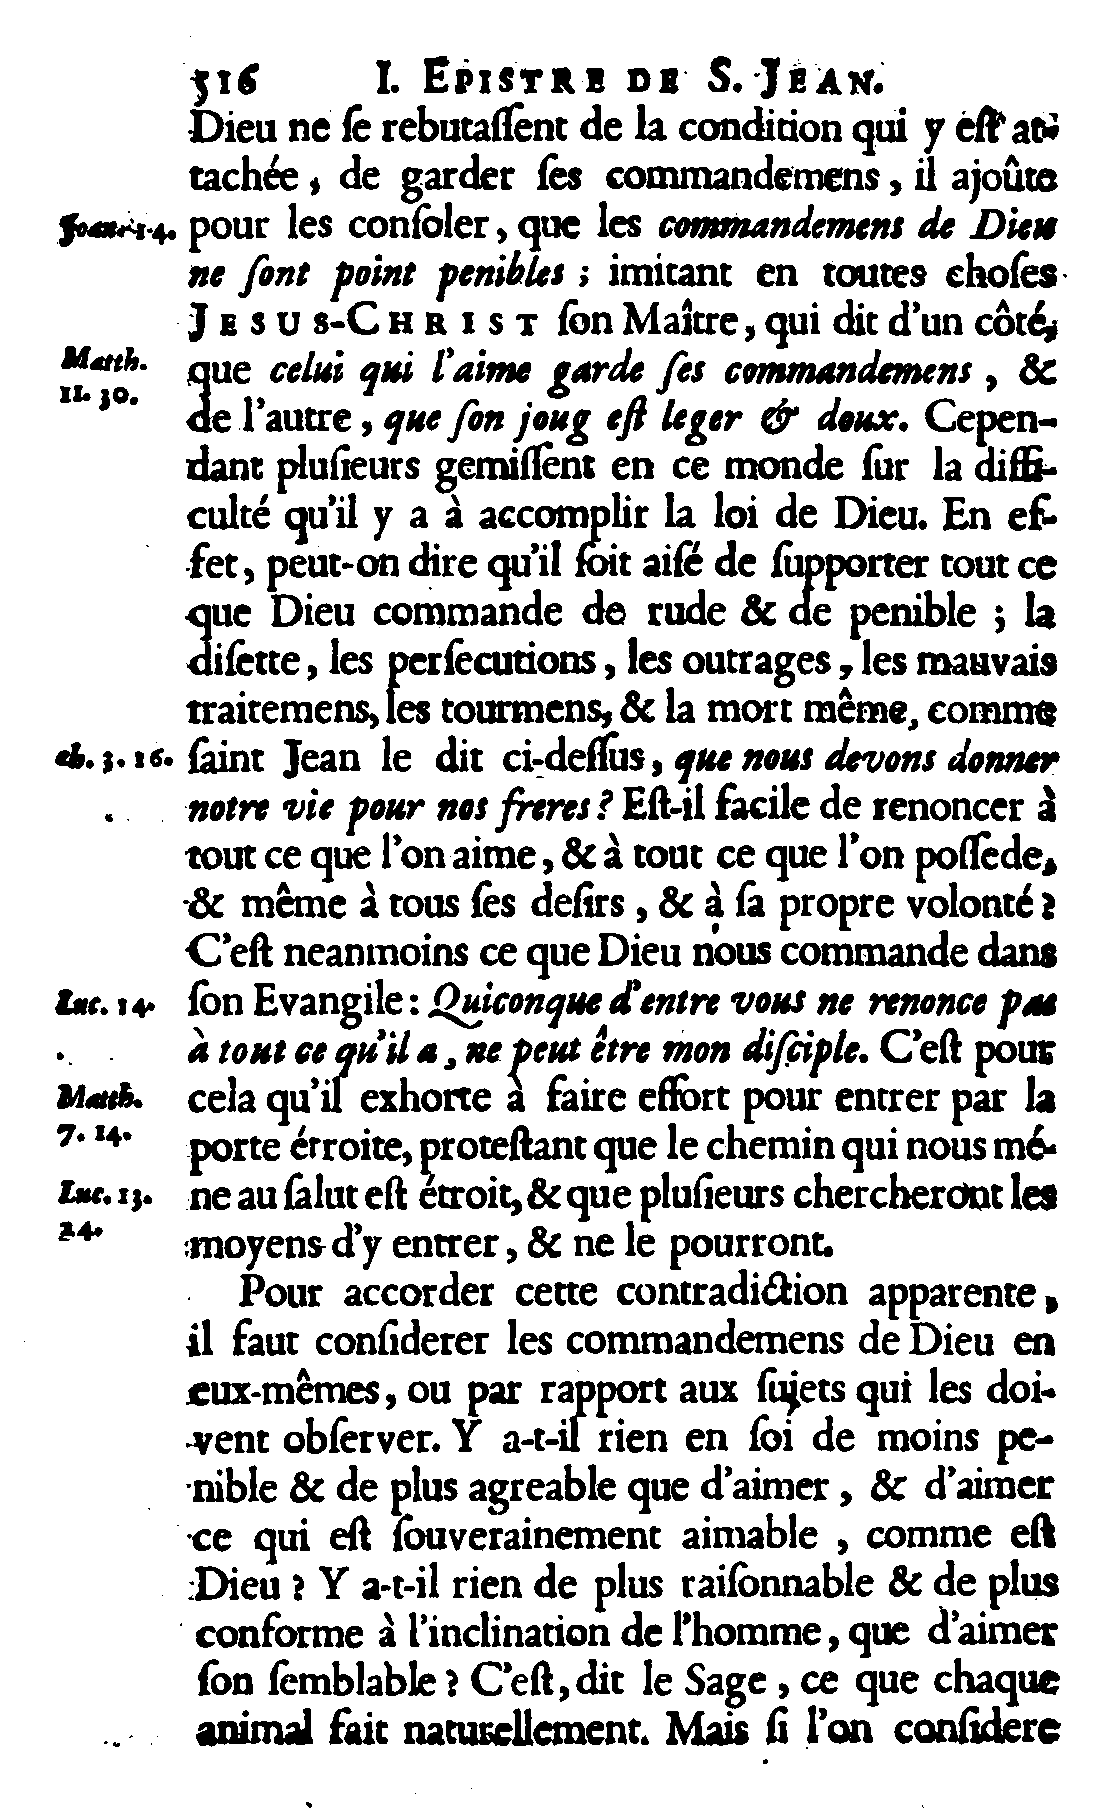 516 I. EPISTRE DE S. JEAN.
Dieu ne ſe rebutaſſent de la condition qui y eſt at-
tachée, de garder ſes commandemens, il ajoûte
Joan. 14. pour les conſoler, que les commandemens de Dieu
ne ſont point penibles ; imitant en toutes choſes
JESUS-CHRIST ſon Maître, qui dit d'un côté,
Matth. 11. 30. que celui qui l'aime garde ſes commandemens, &
de l'autre, que ſon joug eſt leger & doux. Cepen-
dant pluſieurs gemiſſent en ce monde ſur la diffi-
culté qu'il y a à accomplir la loi de Dieu. En ef-
fet, peut-on dire qu'il ſoit aiſé de ſupporter tout ce
que Dieu commande de rude & de penible ; la
diſette, les perſecutions, les outrages, les mauvais
traitemens, les tourmens, & la mort même, comme
ch. 3. 16. ſaint Jean le dit ci-deſſus, que nous devons donner
notre vie pour nos freres ? Eſt-il facile de renoncer à
tout ce que l'on aime, & à tout ce que l'on poſſede,
& même à tous ſes deſirs, & à ſa propre volonté ?
C'eſt neanmoins ce que Dieu nous commande dans
Luc. 14. ſon Evangile : Quiconque d'entre vous ne renonce pas
à tout ce qu'il a, ne peut être mon diſciple. C'eſt pour
Matth. 7. 14. cela qu'il exhorte à faire effort pour entrer par la
porte étroite, proteſtant que le chemin qui nous mé-
Luc. 13. 24. ne au ſalut eſt étroit, & que pluſieurs chercheront les
moyens d'y entrer, & ne le pourront.
Pour accorder cette contradiction apparente,
il faut conſiderer les commandemens de Dieu en
eux-mêmes, ou par rapport aux ſujets qui les doi-
vent obſerver. Y a-t-il rien en ſoi de moins pe-
nible & de plus agreable que d'aimer, & d'aimer
ce qui eſt ſouverainement aimable, comme eſt
Dieu ? Y a-t-il rien de plus raiſonnable & de plus
conforme à l'inclination de l'homme, que d'aimer
ſon ſemblable ? C'eſt, dit le Sage, ce que chaque
animal fait naturellement. Mais ſi l'on conſidere